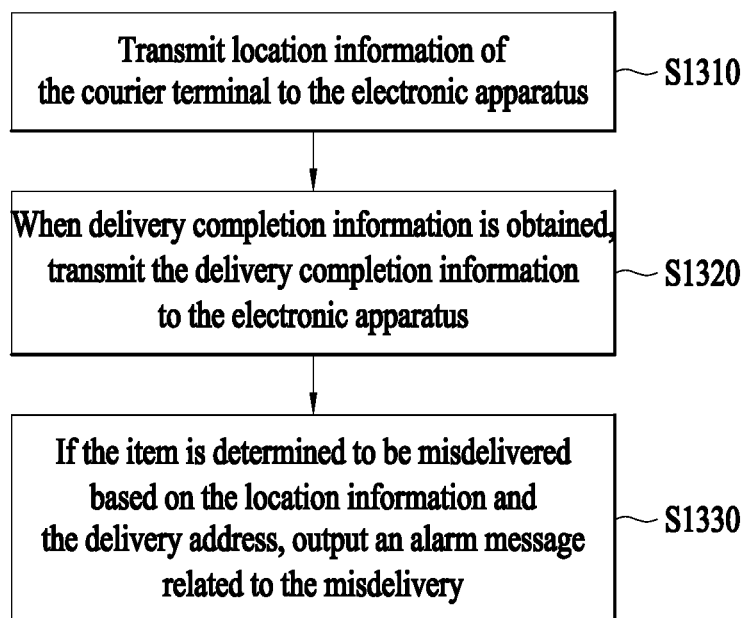 Transmit location information of
the courier terminal to the electronic apparatus
S1310
When delivery completion information is obtained,
transmit the delivery completion information
to the electronic apparatus
S1320
If the item is determined to be misdelivered
based on the location information and
the delivery address, output an alarm message
related to the misdelivery
S1330